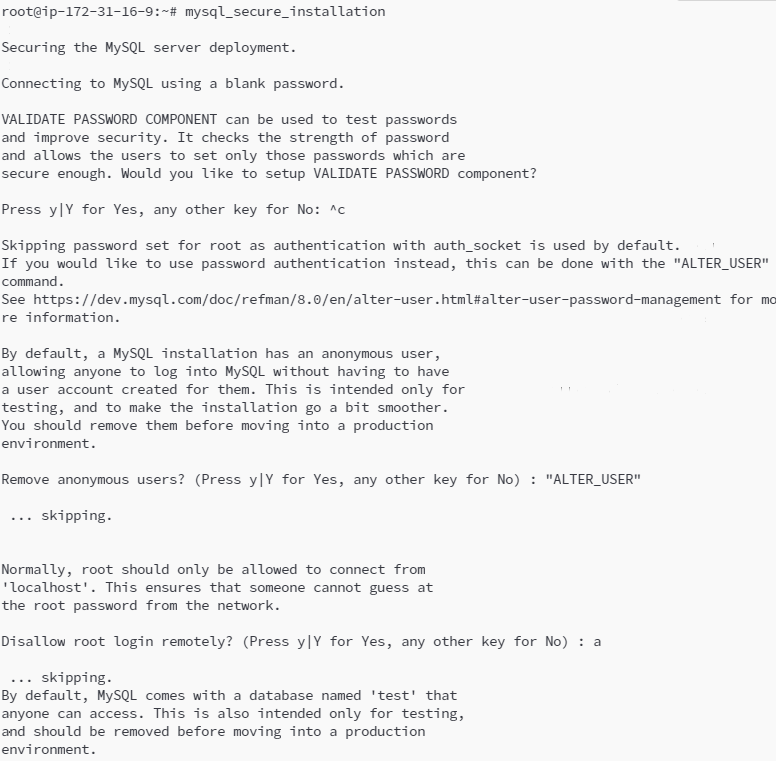 root@ip-172-31-16-9:~# mysql_secure_installation
Securing the MySQL server deployment.
Connecting to MySQL using a blank password.
VALIDATE PASSWORD COMPONENT can be used to test passwords
and improve security. It checks the strength of password
and allows the users to set only those passwords which are
secure enough. Would you like to setup VALIDATE PASSWORD component?
Press y|Y for Yes, any other key for No: ^c
Skipping password set for root as authentication with auth_socket is used by default.
If you would like to use password authentication instead, this can be done with the "ALTER_USER"
command.
See https://dev.mysql.com/doc/refman/8.0/en/alter-user.html#alter-user-password-management for mo
re information.
By default, a MySQL installation has an anonymous user,
allowing anyone to log into MySQL without having to have
a user account created for them. This is intended only for
testing, and to make the installation go a bit smoother.
You should remove them before moving into a production
environment.
Remove anonymous users? (Press y|Y for Yes, any other key for No) : "ALTER_USER"
... skipping.
Normally, root should only be allowed to connect from
'localhost'. This ensures that someone cannot guess at
the root password from the network.
Disallow root login remotely? (Press y|Y for Yes, any other key for No) : a
... skipping.
By default, MySQL comes with a database named 'test' that
anyone can access. This is also intended only for testing,
and should be removed before moving into a production
environment.